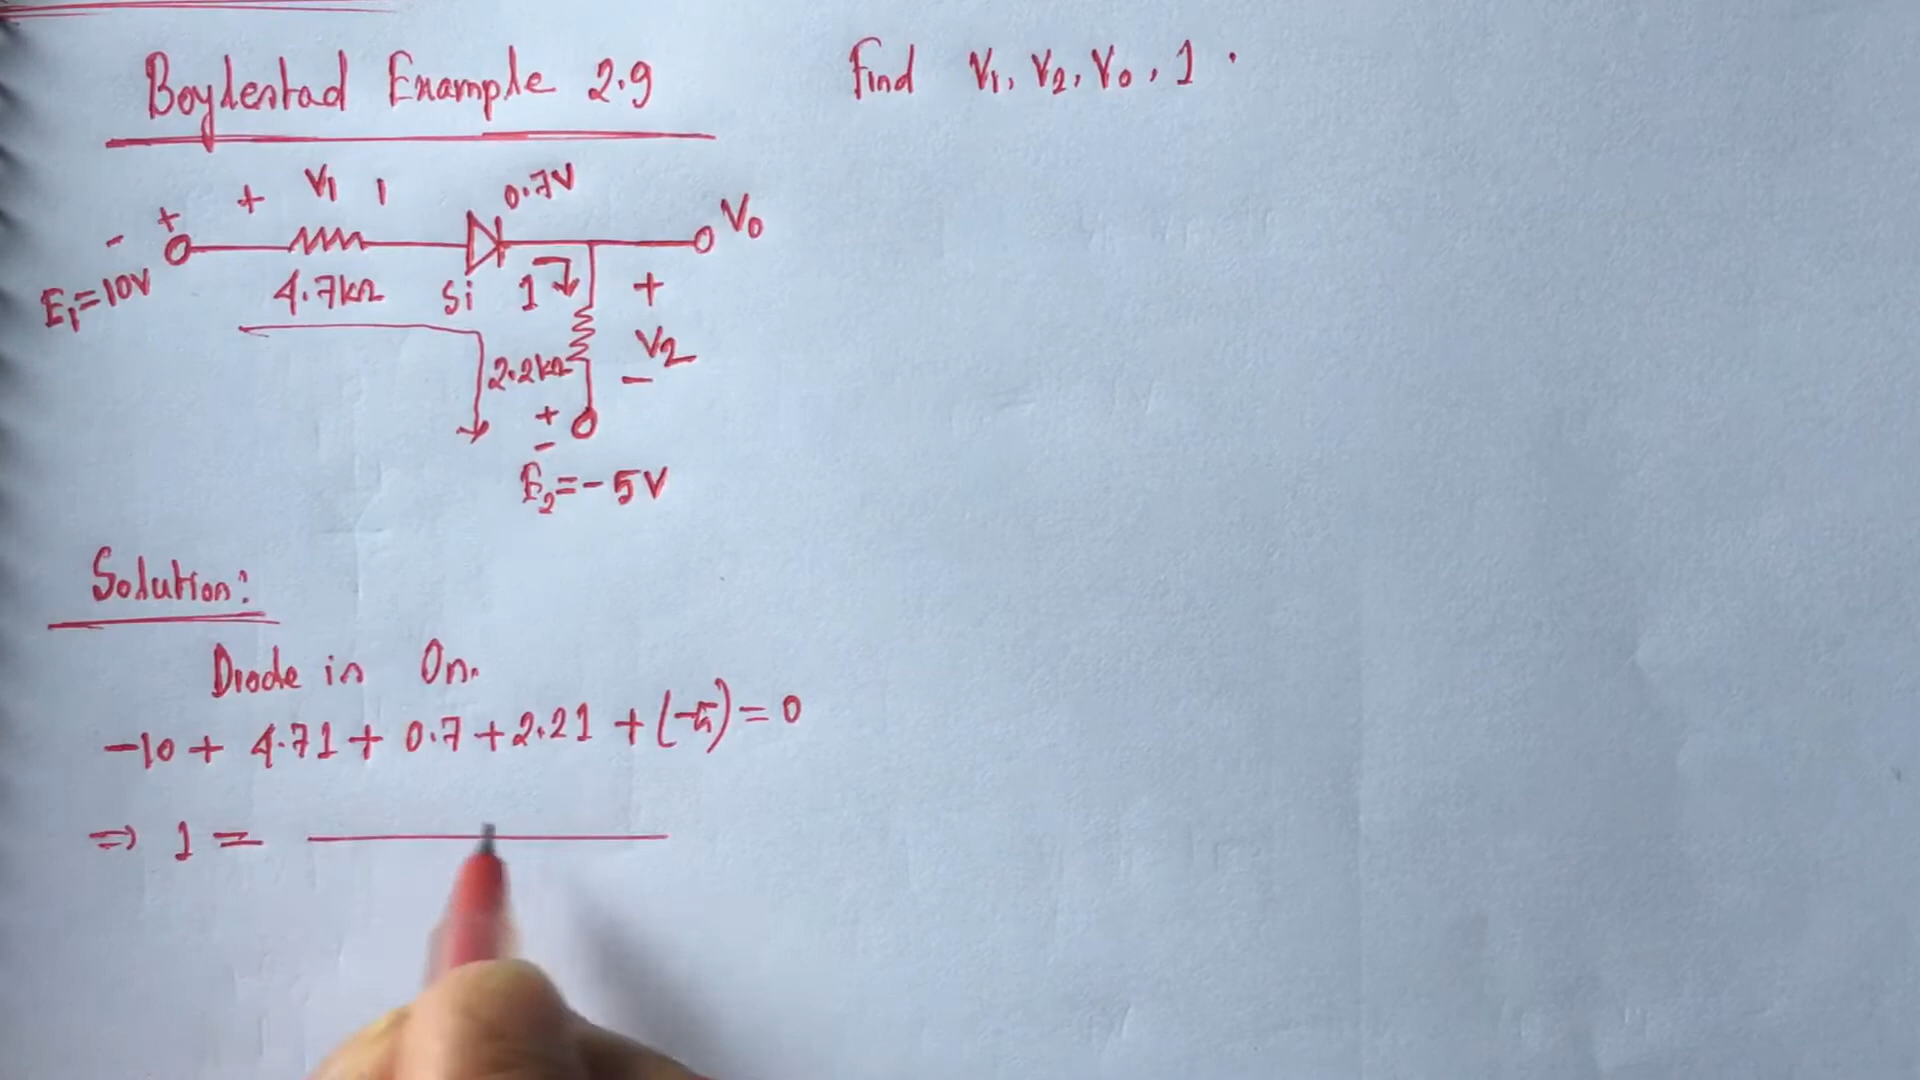 Boylestad Example 2.9
Find V1, V2, V0, I.
+ V1 I
0.7V
- +
V0
E1=10V
4.7kΩ
Si
I
+
V2
-
2.2kΩ
+
-
E2=-5V
Solution:
Diode in On.
-10 + 4.7I + 0.7 + 2.2I + (-5) = 0
⇒ I =